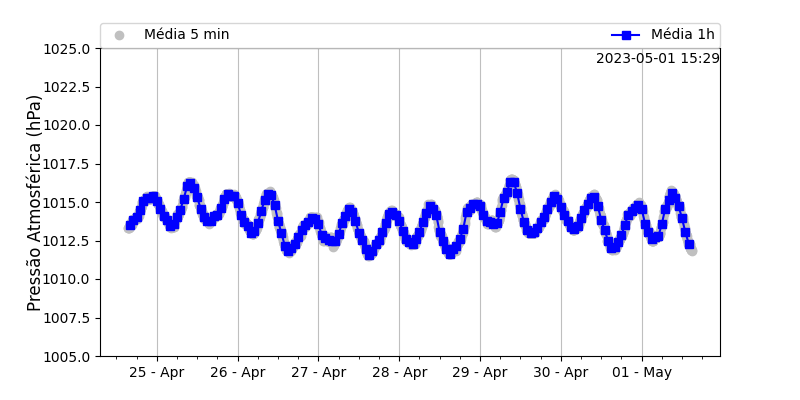 Média 5 min
Média 1h
2023-05-01 15:29
Pressão Atmosférica (hPa)
1025.0
1022.5
1020.0
1017.5
1015.0
1012.5
1010.0
1007.5
1005.0
25 - Apr
26 - Apr
27 - Apr
28 - Apr
29 - Apr
30 - Apr
01 - May